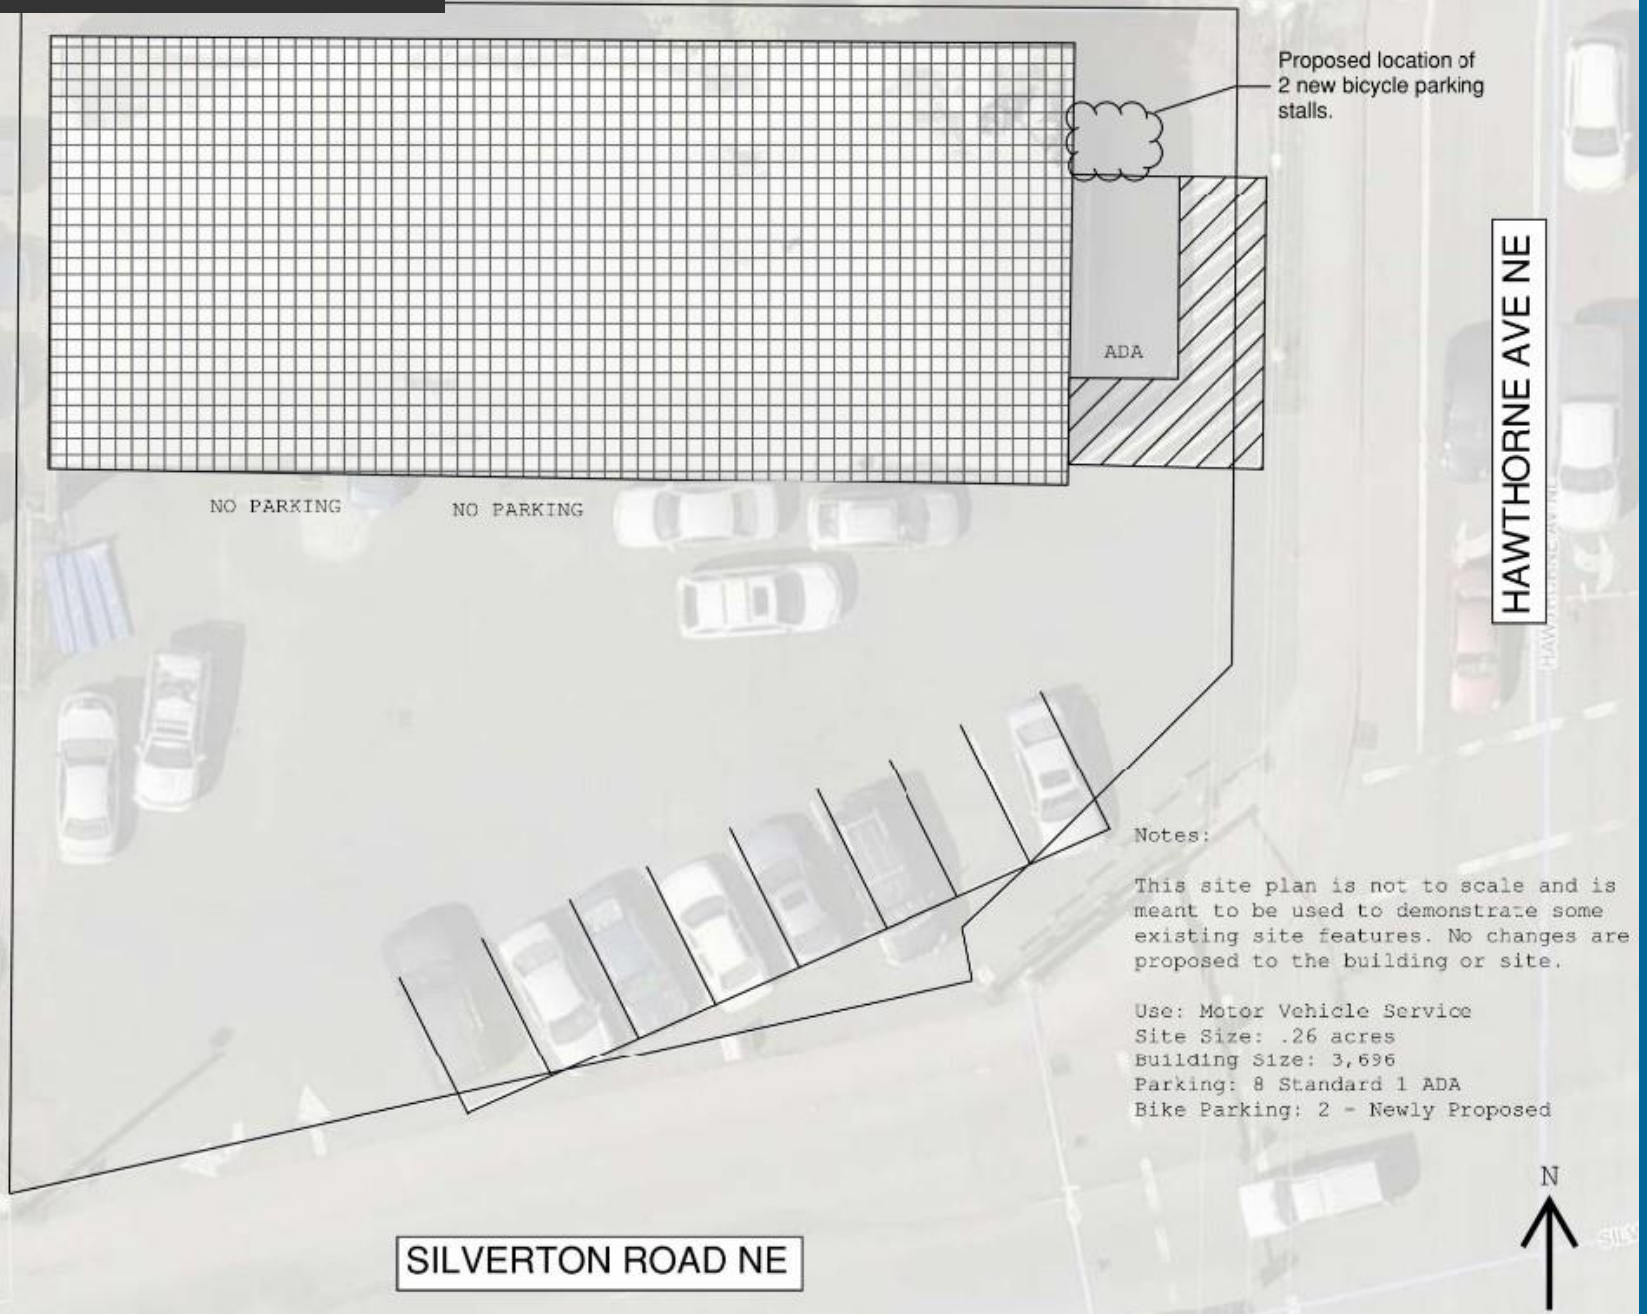 Proposed location of
2 new bicycle parking
stalls.
HAWTHORNE AVE NE
ADA
NO PARKING
NO PARKING
HAWTHORNE AVE NE
Notes:
This site plan is not to scale and is
meant to be used to demonstrate some
existing site features. No changes are
proposed to the building or site.
Use: Motor Vehicle Service
Site Size: .26 acres
Building Size: 3,696
Parking: 8 Standard 1 ADA
Bike Parking: 2 - Newly Proposed
N
SILVERTON ROAD NE